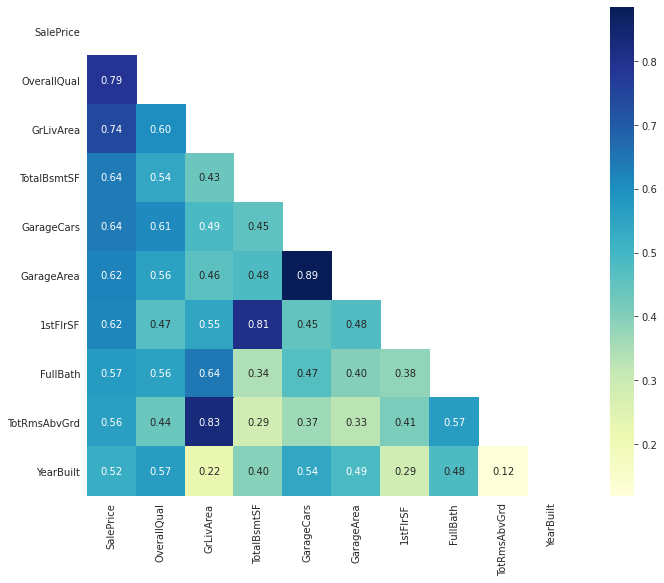 SalePrice
OverallQual 0.79
GrLivArea 0.74 0.60
TotalBsmtSF 0.64 0.54 0.43
GarageCars 0.64 0.61 0.49 0.45
GarageArea 0.62 0.56 0.46 0.48 0.89
1stFlrSF 0.62 0.47 0.55 0.81 0.45 0.48
FullBath 0.57 0.56 0.64 0.34 0.47 0.40 0.38
TotRmsAbvGrd 0.56 0.44 0.83 0.29 0.37 0.33 0.41 0.57
YearBuilt 0.52 0.57 0.22 0.40 0.54 0.49 0.29 0.48 0.12
SalePrice OverallQual GrLivArea TotalBsmtSF GarageCars GarageArea 1stFlrSF FullBath TotRmsAbvGrd YearBuilt
0.8
0.7
0.6
0.5
0.4
0.3
0.2